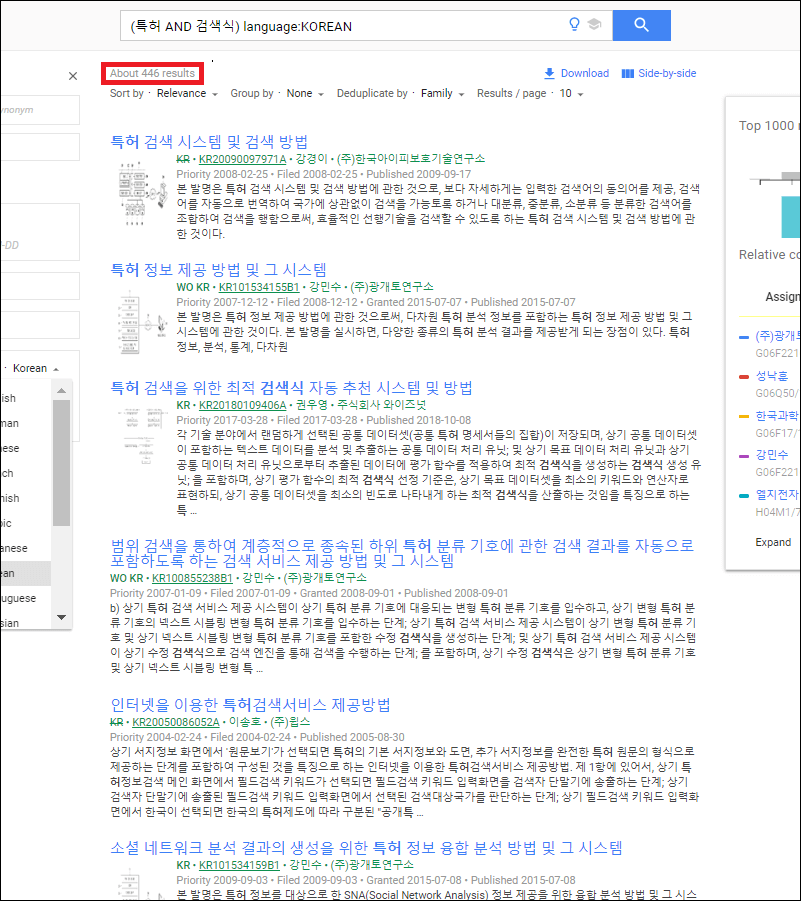 (특허 AND 검색식) language:KOREAN
About 446 results
Download
Side-by-side
Sort by · Relevance
Group by · None
Deduplicate by · Family
Results / page · 10
ynonym
-DD
· Korean
ish
man
nese
ch
nish
bic
anese
ean
uguese
sian
특허 검색 시스템 및 검색 방법
KR • KR20090097971A • 강경이 • (주)한국아이피보호기술연구소
Priority 2008-02-25 • Filed 2008-02-25 • Published 2009-09-17
본 발명은 특허 검색 시스템 및 검색 방법에 관한 것으로, 보다 자세하게는 입력한 검색어의 동의어를 제공, 검색
어를 자동으로 번역하여 국가에 상관없이 검색을 가능토록 하거나 대분류, 중분류, 소분류 등 분류한 검색어를
조합하여 검색을 행함으로써, 효율적인 선행기술을 검색할 수 있도록 하는 특허 검색 시스템 및 검색 방법에 관
한 것이다.
특허 정보 제공 방법 및 그 시스템
WO KR • KR101534155B1 • 강민수 • (주)광개토연구소
Priority 2007-12-12 • Filed 2008-12-12 • Granted 2015-07-07 • Published 2015-07-07
본 발명은 특허 정보 제공 방법에 관한 것으로써, 다차원 특허 분석 정보를 포함하는 특허 정보 제공 방법 및 그
시스템에 관한 것이다. 본 발명을 실시하면, 다양한 종류의 특허 분석 결과를 제공받게 되는 장점이 있다. 특허
정보, 분석, 통계, 다차원
특허 검색을 위한 최적 검색식 자동 추천 시스템 및 방법
KR • KR20180109406A • 권우영 • 주식회사 와이즈넛
Priority 2017-03-28 • Filed 2017-03-28 • Published 2018-10-08
각 기술 분야에서 랜덤하게 선택된 공통 데이터셋(공통 특허 명세서들의 집합)이 저장되며, 상기 공통 데이터셋
이 포함하는 텍스트 데이터를 분석 및 추출하는 공통 데이터 처리 유닛; 및 상기 목표 데이터 처리 유닛과 상기
공통 데이터 처리 유닛으로부터 추출된 데이터에 평가 함수를 적용하여 최적 검색식을 생성하는 검색식 생성 유
닛; 을 포함하며, 상기 평가 함수의 최적 검색식 선정 기준은, 상기 목표 데이터셋을 최소의 키워드와 연산자로
표현하되, 상기 공통 데이터셋을 최소의 빈도로 나타내게 하는 최적 검색식을 산출하는 것임을 특징으로 하는
특 ...
범위 검색을 통하여 계층적으로 종속된 하위 특허 분류 기호에 관한 검색 결과를 자동으로
포함하도록 하는 검색 서비스 제공 방법 및 그 시스템
WO KR • KR100855238B1 • 강민수 • (주)광개토연구소
Priority 2007-01-09 • Filed 2007-01-09 • Granted 2008-09-01 • Published 2008-09-01
b) 상기 특허 검색 서비스 제공 시스템이 상기 특허 분류 기호에 대응되는 변형 특허 분류 기호를 입수하고, 상기 변형 특허 분
류 기호의 넥스트 시블링 변형 특허 분류 기호를 입수하는 단계; 상기 특허 검색 서비스 제공 시스템이 상기 변형 특허 분류 기
호 및 상기 넥스트 시블링 변형 특허 분류 기호를 포함한 수정 검색식을 생성하는 단계; 및 상기 특허 검색 서비스 제공 시스템
이 상기 수정 검색식으로 검색 엔진을 통해 검색을 수행하는 단계; 를 포함하며, 상기 수정 검색식은 상기 변형 특허 분류 기호
및 상기 넥스트 시블링 변형 특 ...
인터넷을 이용한 특허검색서비스 제공방법
KR • KR20050086052A • 이송호 • (주)윕스
Priority 2004-02-24 • Filed 2004-02-24 • Published 2005-08-30
상기 서지정보 화면에서 '원문보기'가 선택되면 특허의 기본 서지정보와 도면, 추가 서지정보를 완전한 특허 원문의 형식으로
제공하는 단계를 포함하여 구성된 것을 특징으로 하는 인터넷을 이용한 특허검색서비스 제공방법. 제 1항에 있어서, 상기 특
허정보검색 메인 화면에서 필드검색 키워드가 선택되면 필드검색 키워드 입력화면을 검색자 단말기에 송출하는 단계; 상기
검색자 단말기에 송출된 필드검색 키워드 입력화면에서 선택된 검색대상국가를 판단하는 단계; 상기 필드검색 키워드 입력화
면에서 한국이 선택되면 한국의 특허제도에 따라 구분된 "공개특 ...
소셜 네트워크 분석 결과의 생성을 위한 특허 정보 융합 분석 방법 및 그 시스템
KR • KR101534159B1 • 강민수 • (주)광개토연구소
Priority 2009-09-03 • Filed 2009-09-03 • Granted 2015-07-08 • Published 2015-07-08
본 발명은 특허 정보를 대상으로 한 SNA(Social Network Analysis) 정보 제공을 위한 융합 분석 방법 및 그 시스
Top 1000 r
Relative co
Assign
(주)광개토
G06F221
성낙훈
G06Q50/
한국과학
G06F17/
강민수
G06F221
엘지전자
H04M1/7
Expand